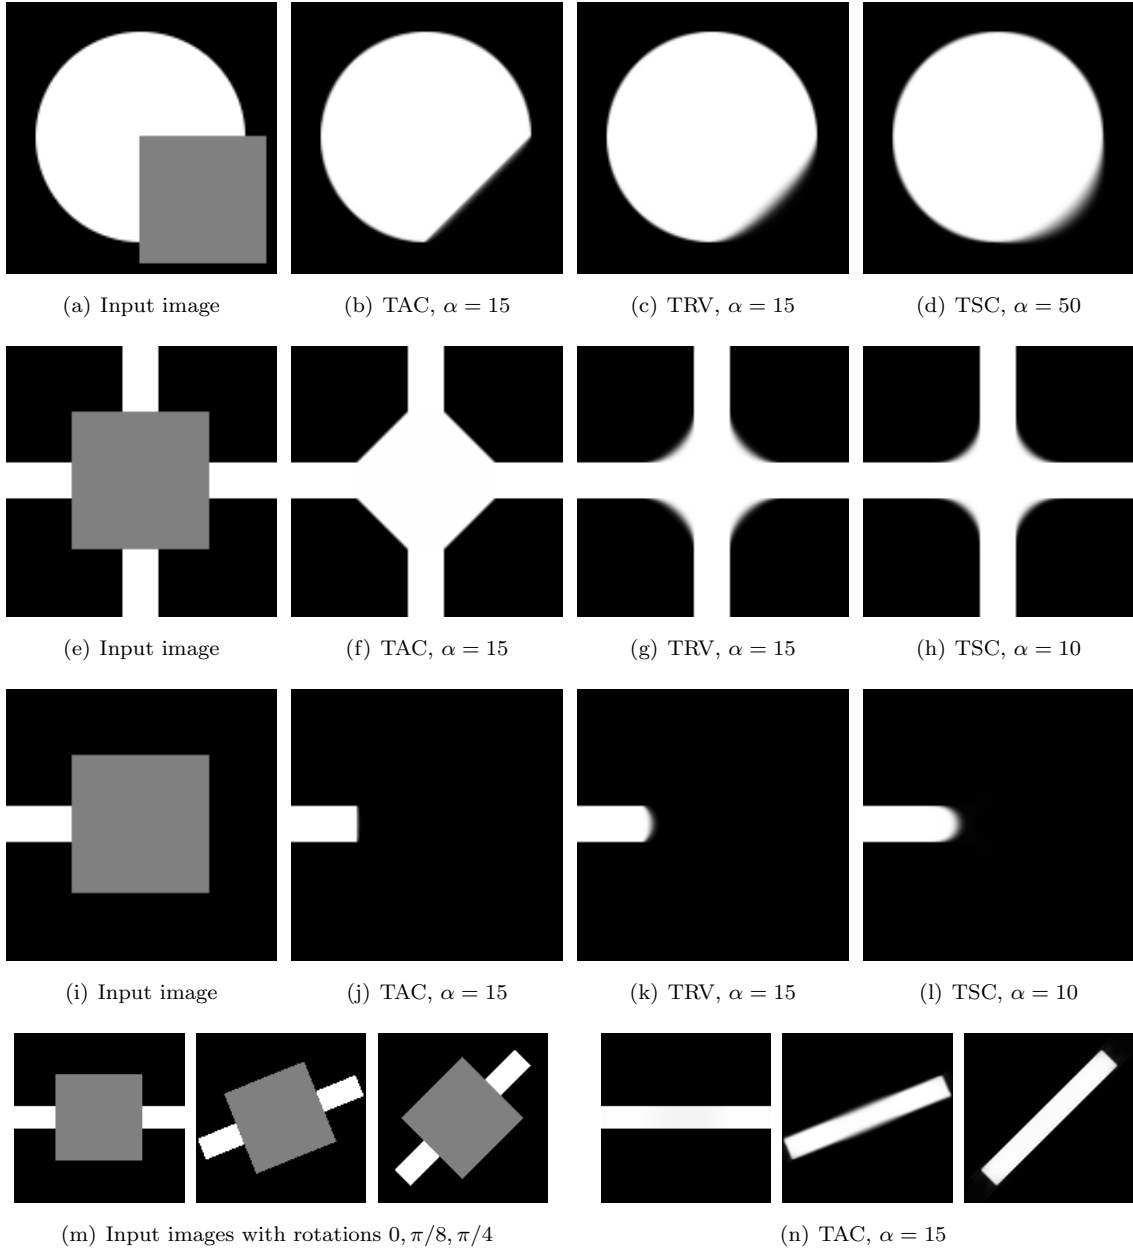 (a) Input image
(b) TAC, α = 15
(c) TRV, α = 15
(d) TSC, α = 50
(e) Input image
(f) TAC, α = 15
(g) TRV, α = 15
(h) TSC, α = 10
(i) Input image
(j) TAC, α = 15
(k) TRV, α = 15
(l) TSC, α = 10
(m) Input images with rotations 0, π/8, π/4
(n) TAC, α = 15